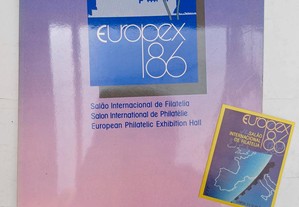 europex
86
Salão Internacional de Filatelia
Salon International de Philatélie
European Philatelic Exhibition Hall
europex
86
SALÃO
INTERNACIONAL
DE FILATELIA